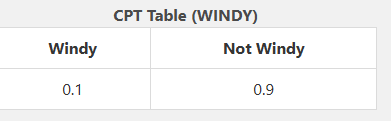 CPT Table (WINDY)
Windy Not Windy
0.1 0.9